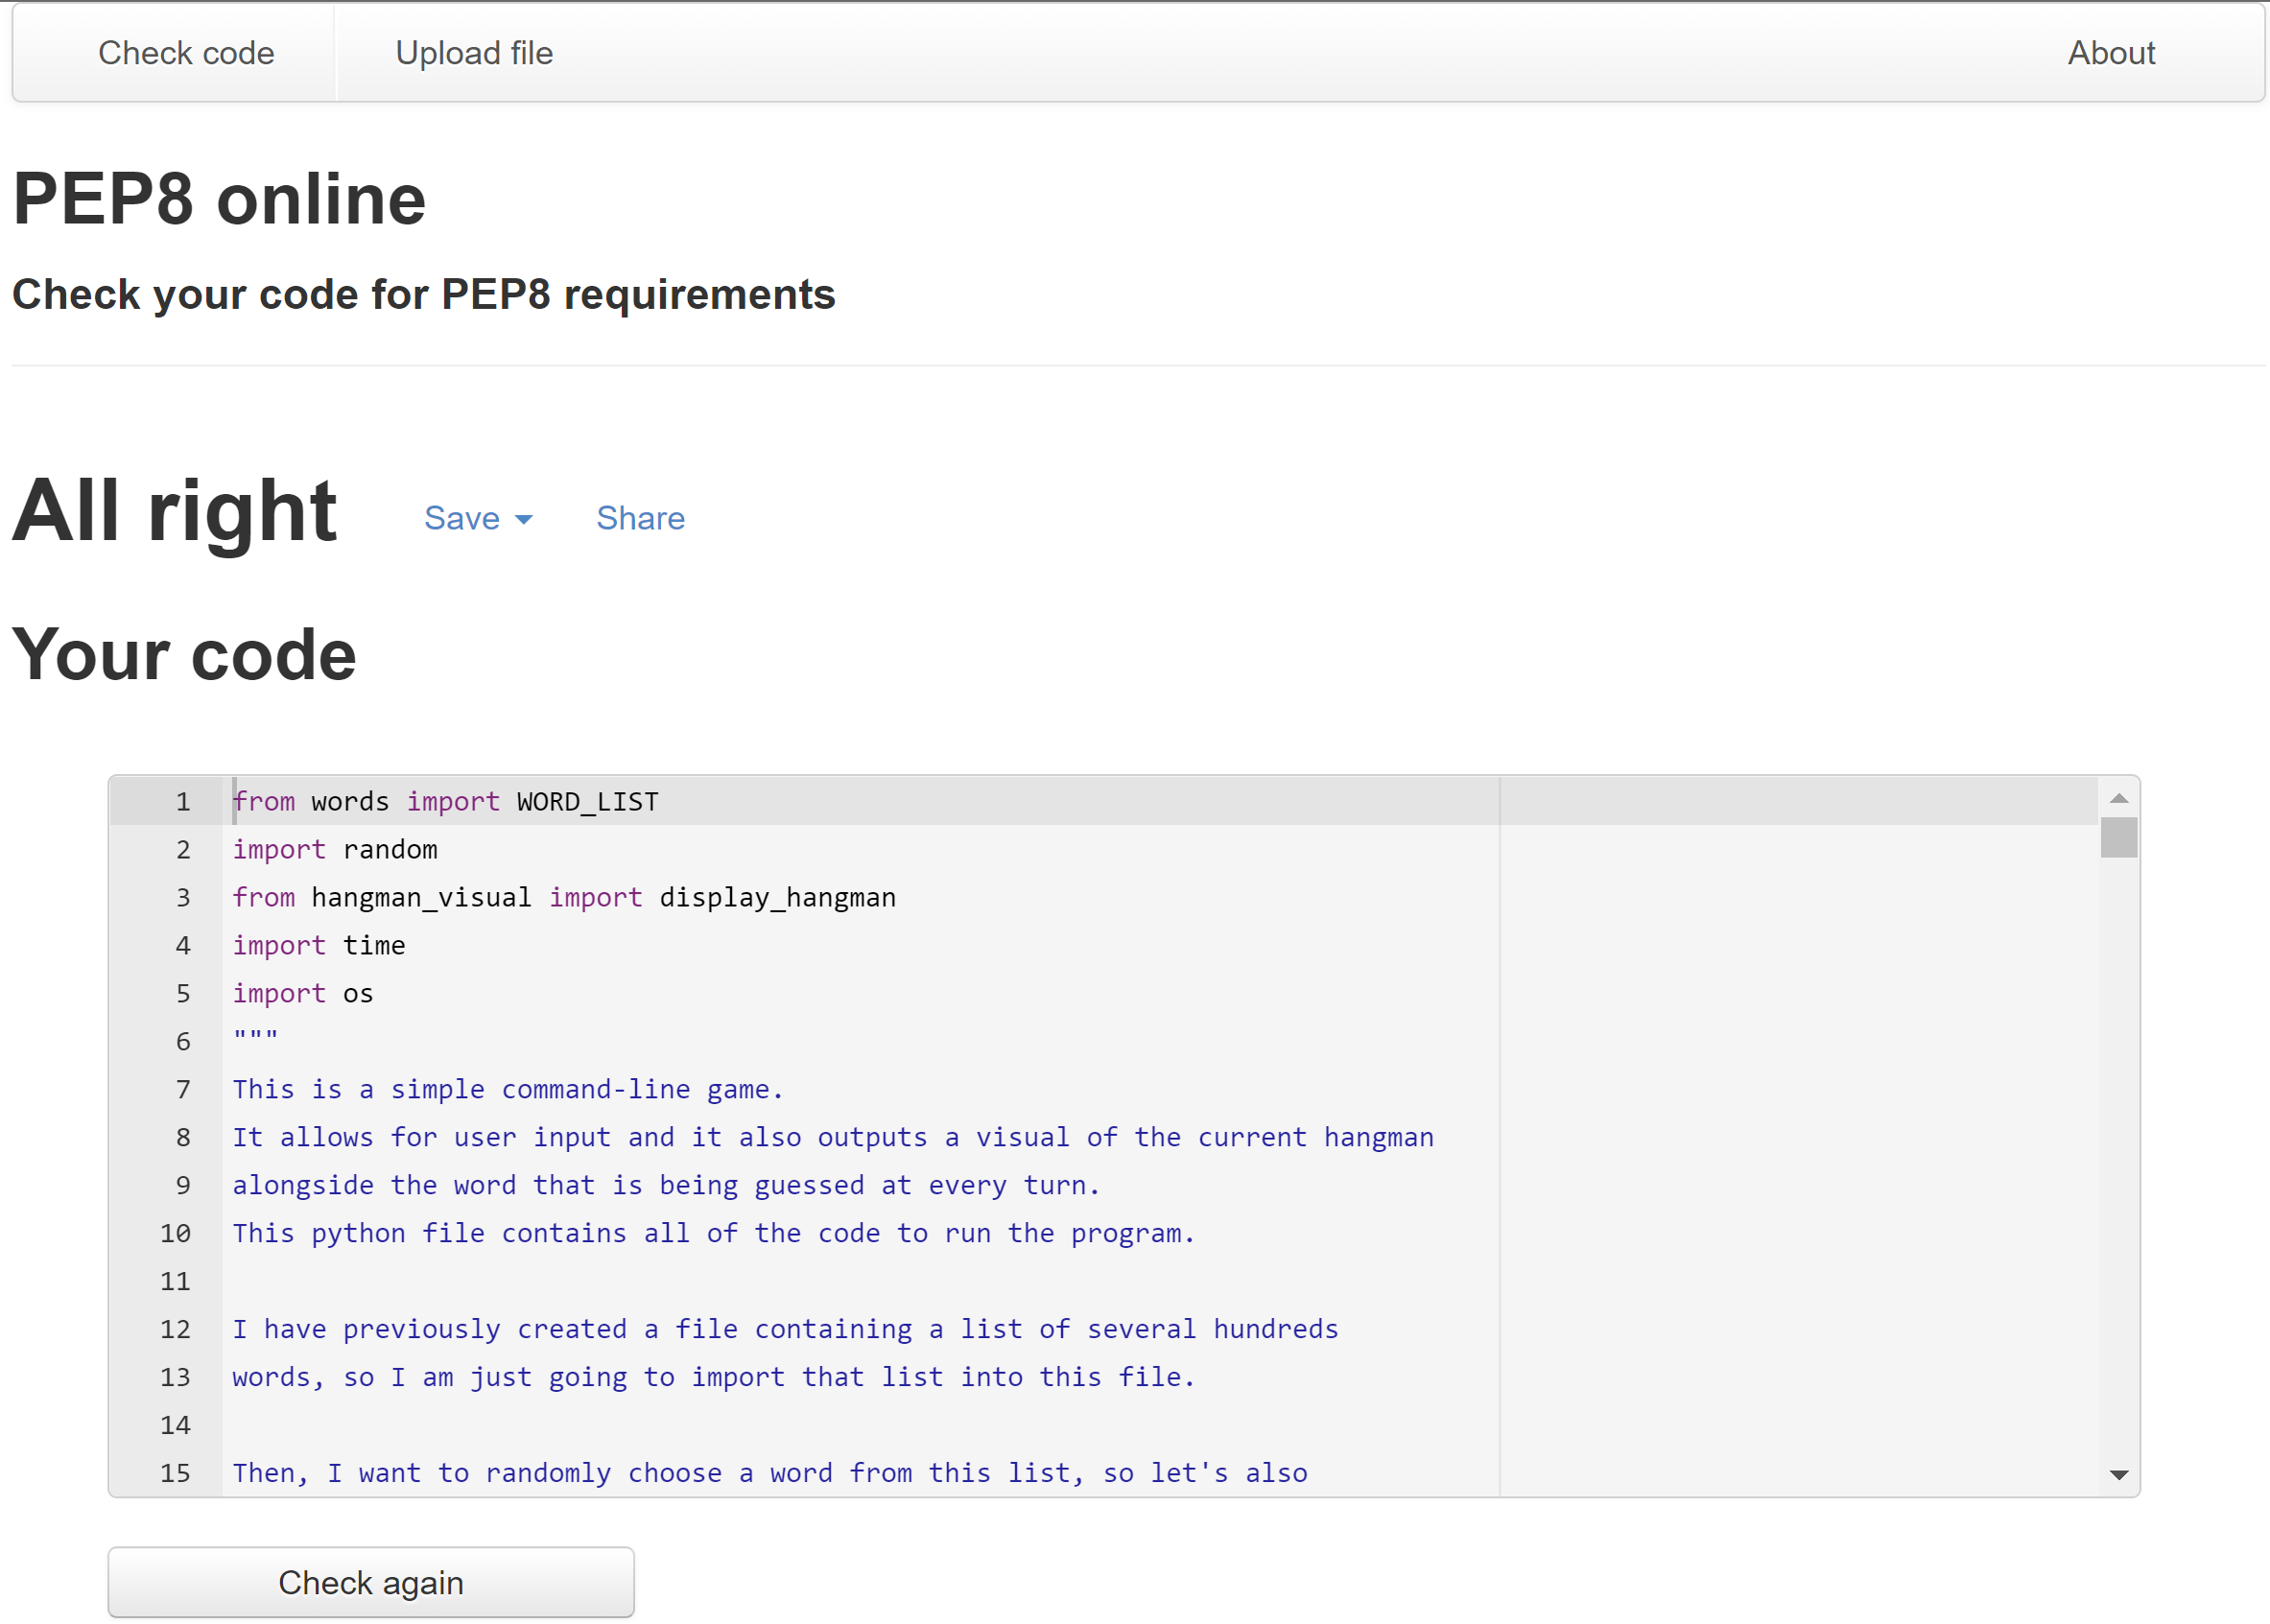 Check code Upload file About
PEP8 online
Check your code for PEP8 requirements
All right Save Share
Your code
1 from words import WORD_LIST
2 import random
3 from hangman_visual import display_hangman
4 import time
5 import os
6 """
7 This is a simple command-line game.
8 It allows for user input and it also outputs a visual of the current hangman
9 alongside the word that is being guessed at every turn.
10 This python file contains all of the code to run the program.
11
12 I have previously created a file containing a list of several hundreds
13 words, so I am just going to import that list into this file.
14
15 Then, I want to randomly choose a word from this list, so let's also
Check again